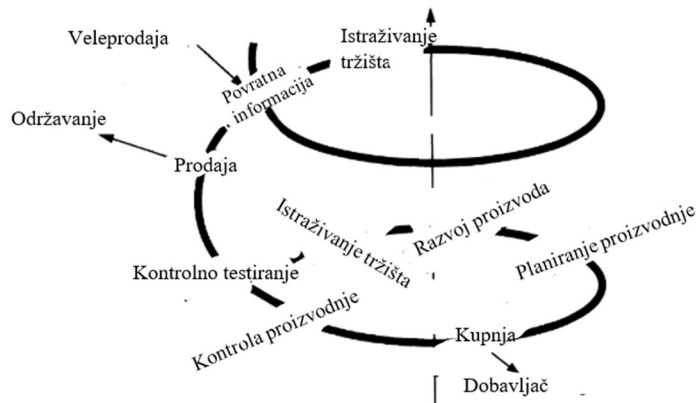 Veleprodaja
Istraživanje
tržišta
Povratna
informacija
Održavanje
Prodaja
Istraživanje tržišta
Razvoj proizvoda
Planiranje proizvodnje
Kontrolno testiranje
Kontrola proizvodnje
Kupnja
Dobavljač